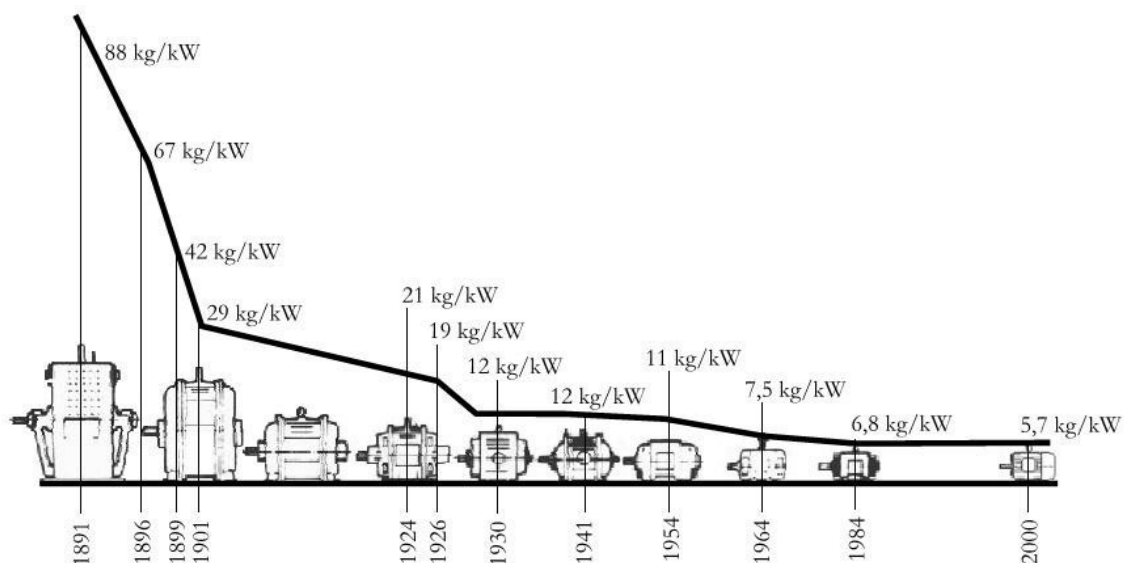 88 kg/kW
67 kg/kW
42 kg/kW
29 kg/kW
21 kg/kW
19 kg/kW
12 kg/kW
12 kg/kW
11 kg/kW
7,5 kg/kW
6,8 kg/kW
5,7 kg/kW
1891
1896
1899
1901
1924
1926
1930
1941
1954
1964
1984
2000